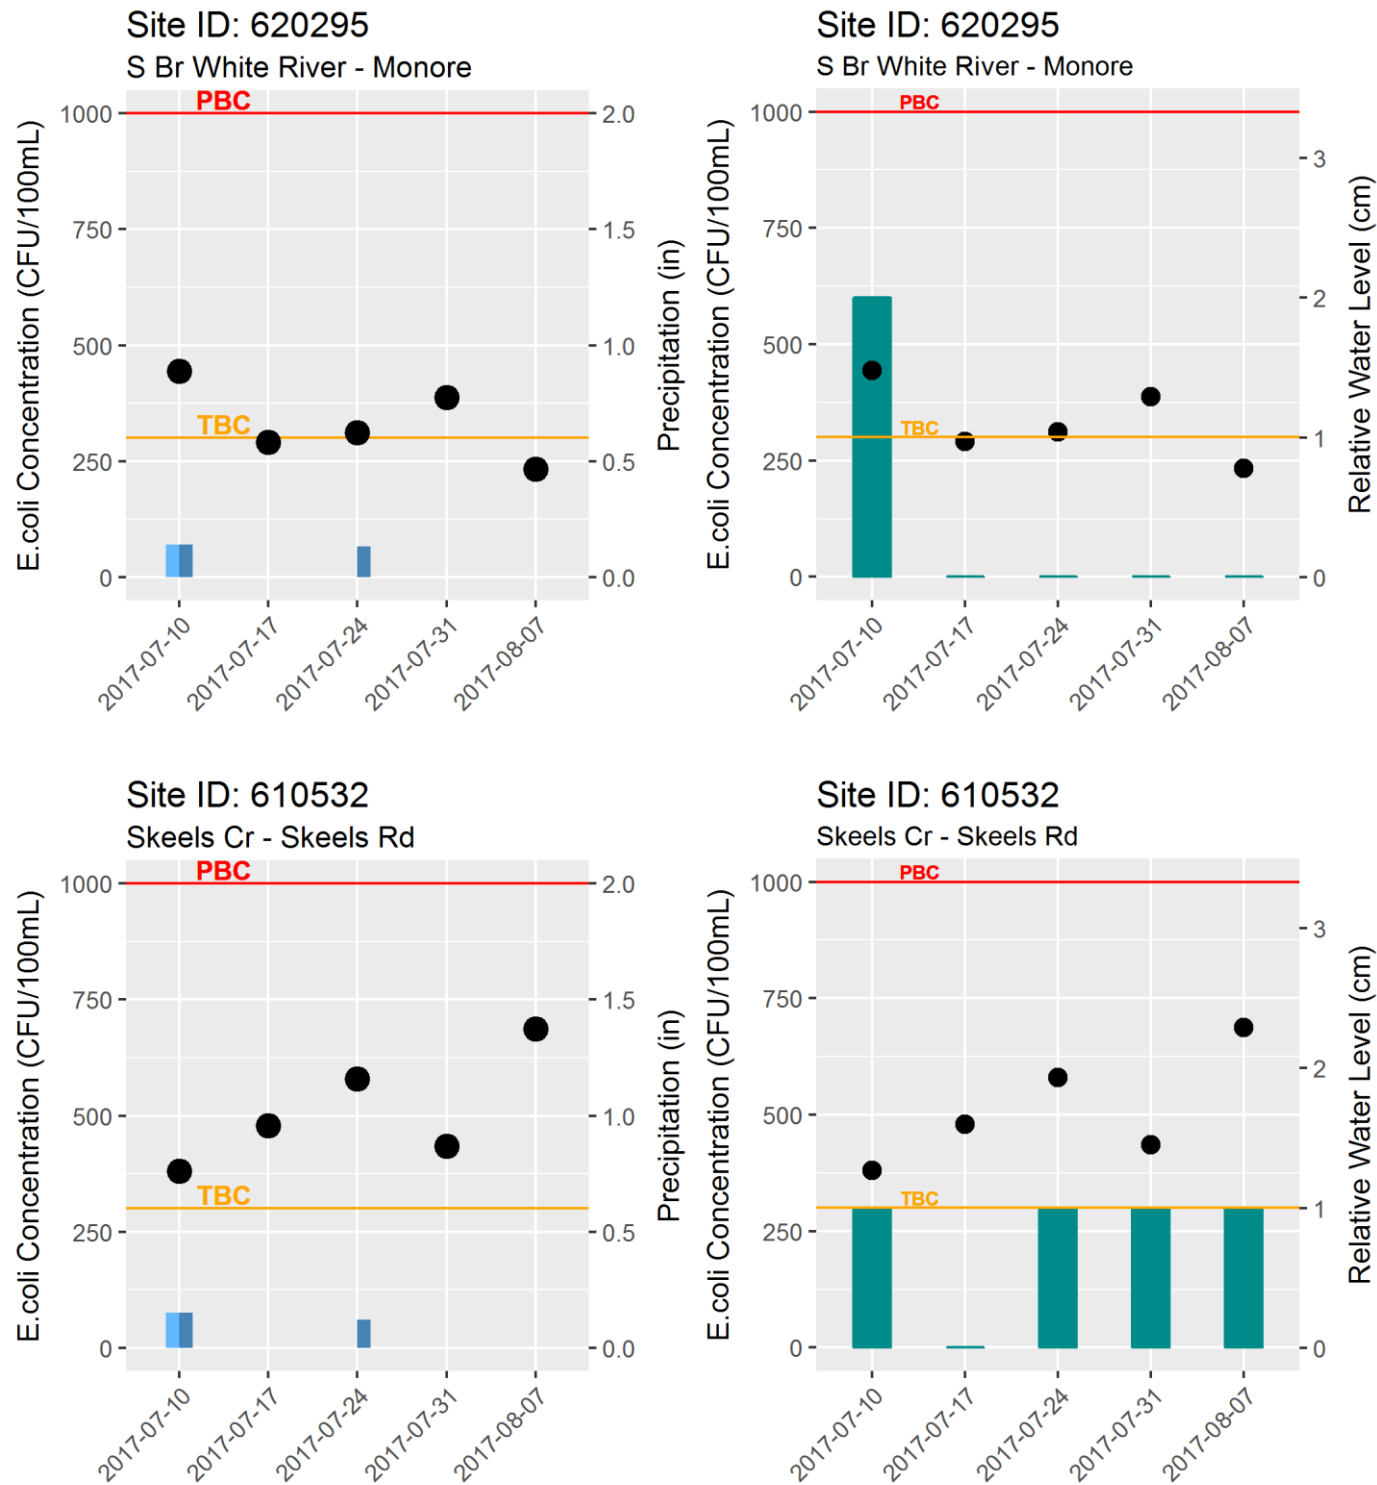 Site ID: 620295
S Br White River - Monore
PBC
TBC
1000
750
500
250
0
E.coli Concentration (CFU/100mL)
2.0
1.5
1.0
0.5
0.0
Precipitation (in)
2017-07-10
2017-07-17
2017-07-24
2017-07-31
2017-08-07
Site ID: 620295
S Br White River - Monore
PBC
TBC
1000
750
500
250
0
E.coli Concentration (CFU/100mL)
3
2
1
0
Relative Water Level (cm)
2017-07-10
2017-07-17
2017-07-24
2017-07-31
2017-08-07
Site ID: 610532
Skeels Cr - Skeels Rd
PBC
TBC
1000
750
500
250
0
E.coli Concentration (CFU/100mL)
2.0
1.5
1.0
0.5
0.0
Precipitation (in)
2017-07-10
2017-07-17
2017-07-24
2017-07-31
2017-08-07
Site ID: 610532
Skeels Cr - Skeels Rd
PBC
TBC
1000
750
500
250
0
E.coli Concentration (CFU/100mL)
3
2
1
0
Relative Water Level (cm)
2017-07-10
2017-07-17
2017-07-24
2017-07-31
2017-08-07